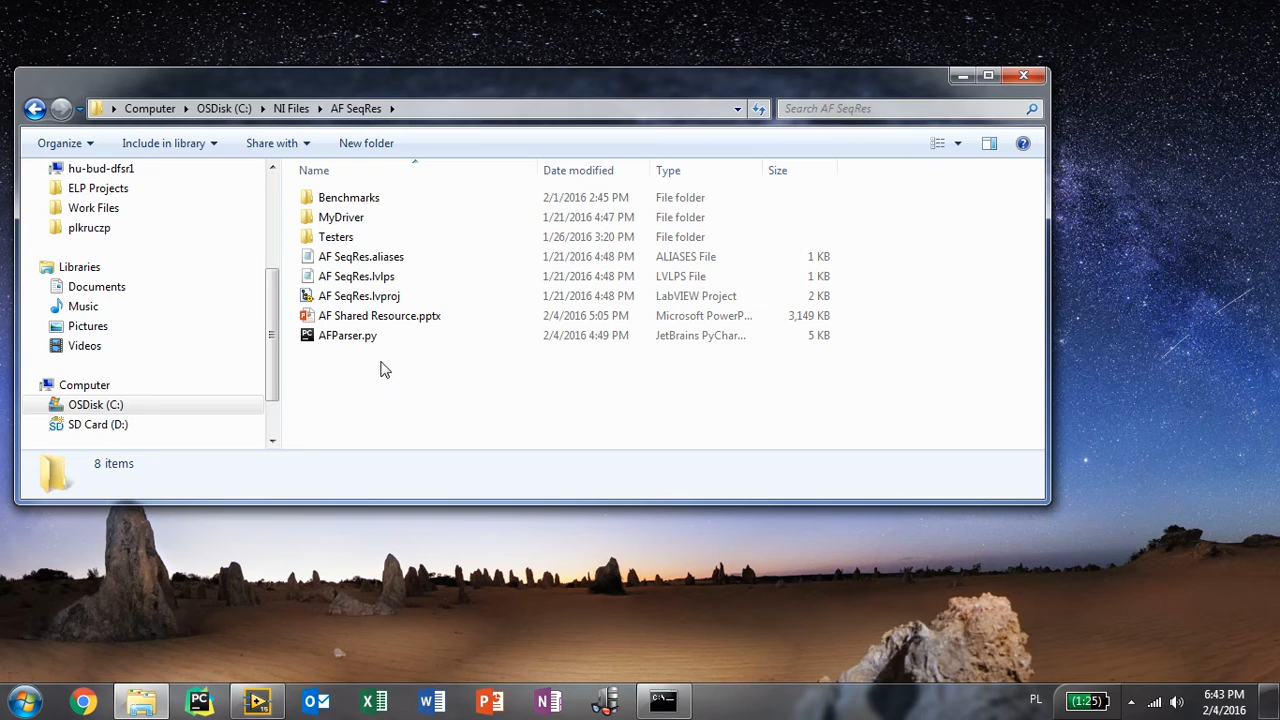 Computer OSDisk (C:) NI Files AF SeqRes
Search AF SeqRes
Organize Include in library Share with New folder
Name Date modified Type Size
hu-bud-dfsr1
ELP Projects
Work Files
plkruczp
Libraries
Documents
Music
Pictures
Videos
Computer
OSDisk (C:)
SD Card (D:)
Benchmarks 2/1/2016 2:45 PM File folder
MyDriver 1/21/2016 4:47 PM File folder
Testers 1/26/2016 3:20 PM File folder
AF SeqRes.aliases 1/21/2016 4:48 PM ALIASES File 1 KB
AF SeqRes.lvlps 1/21/2016 4:48 PM LVLPS File 1 KB
AF SeqRes.lvproj 1/21/2016 4:48 PM LabVIEW Project 2 KB
AF Shared Resource.pptx 2/4/2016 5:05 PM Microsoft PowerP... 3,149 KB
AFParser.py 2/4/2016 4:49 PM JetBrains PyChar... 5 KB
8 items
PL
(1:25)
6:43 PM
2/4/2016